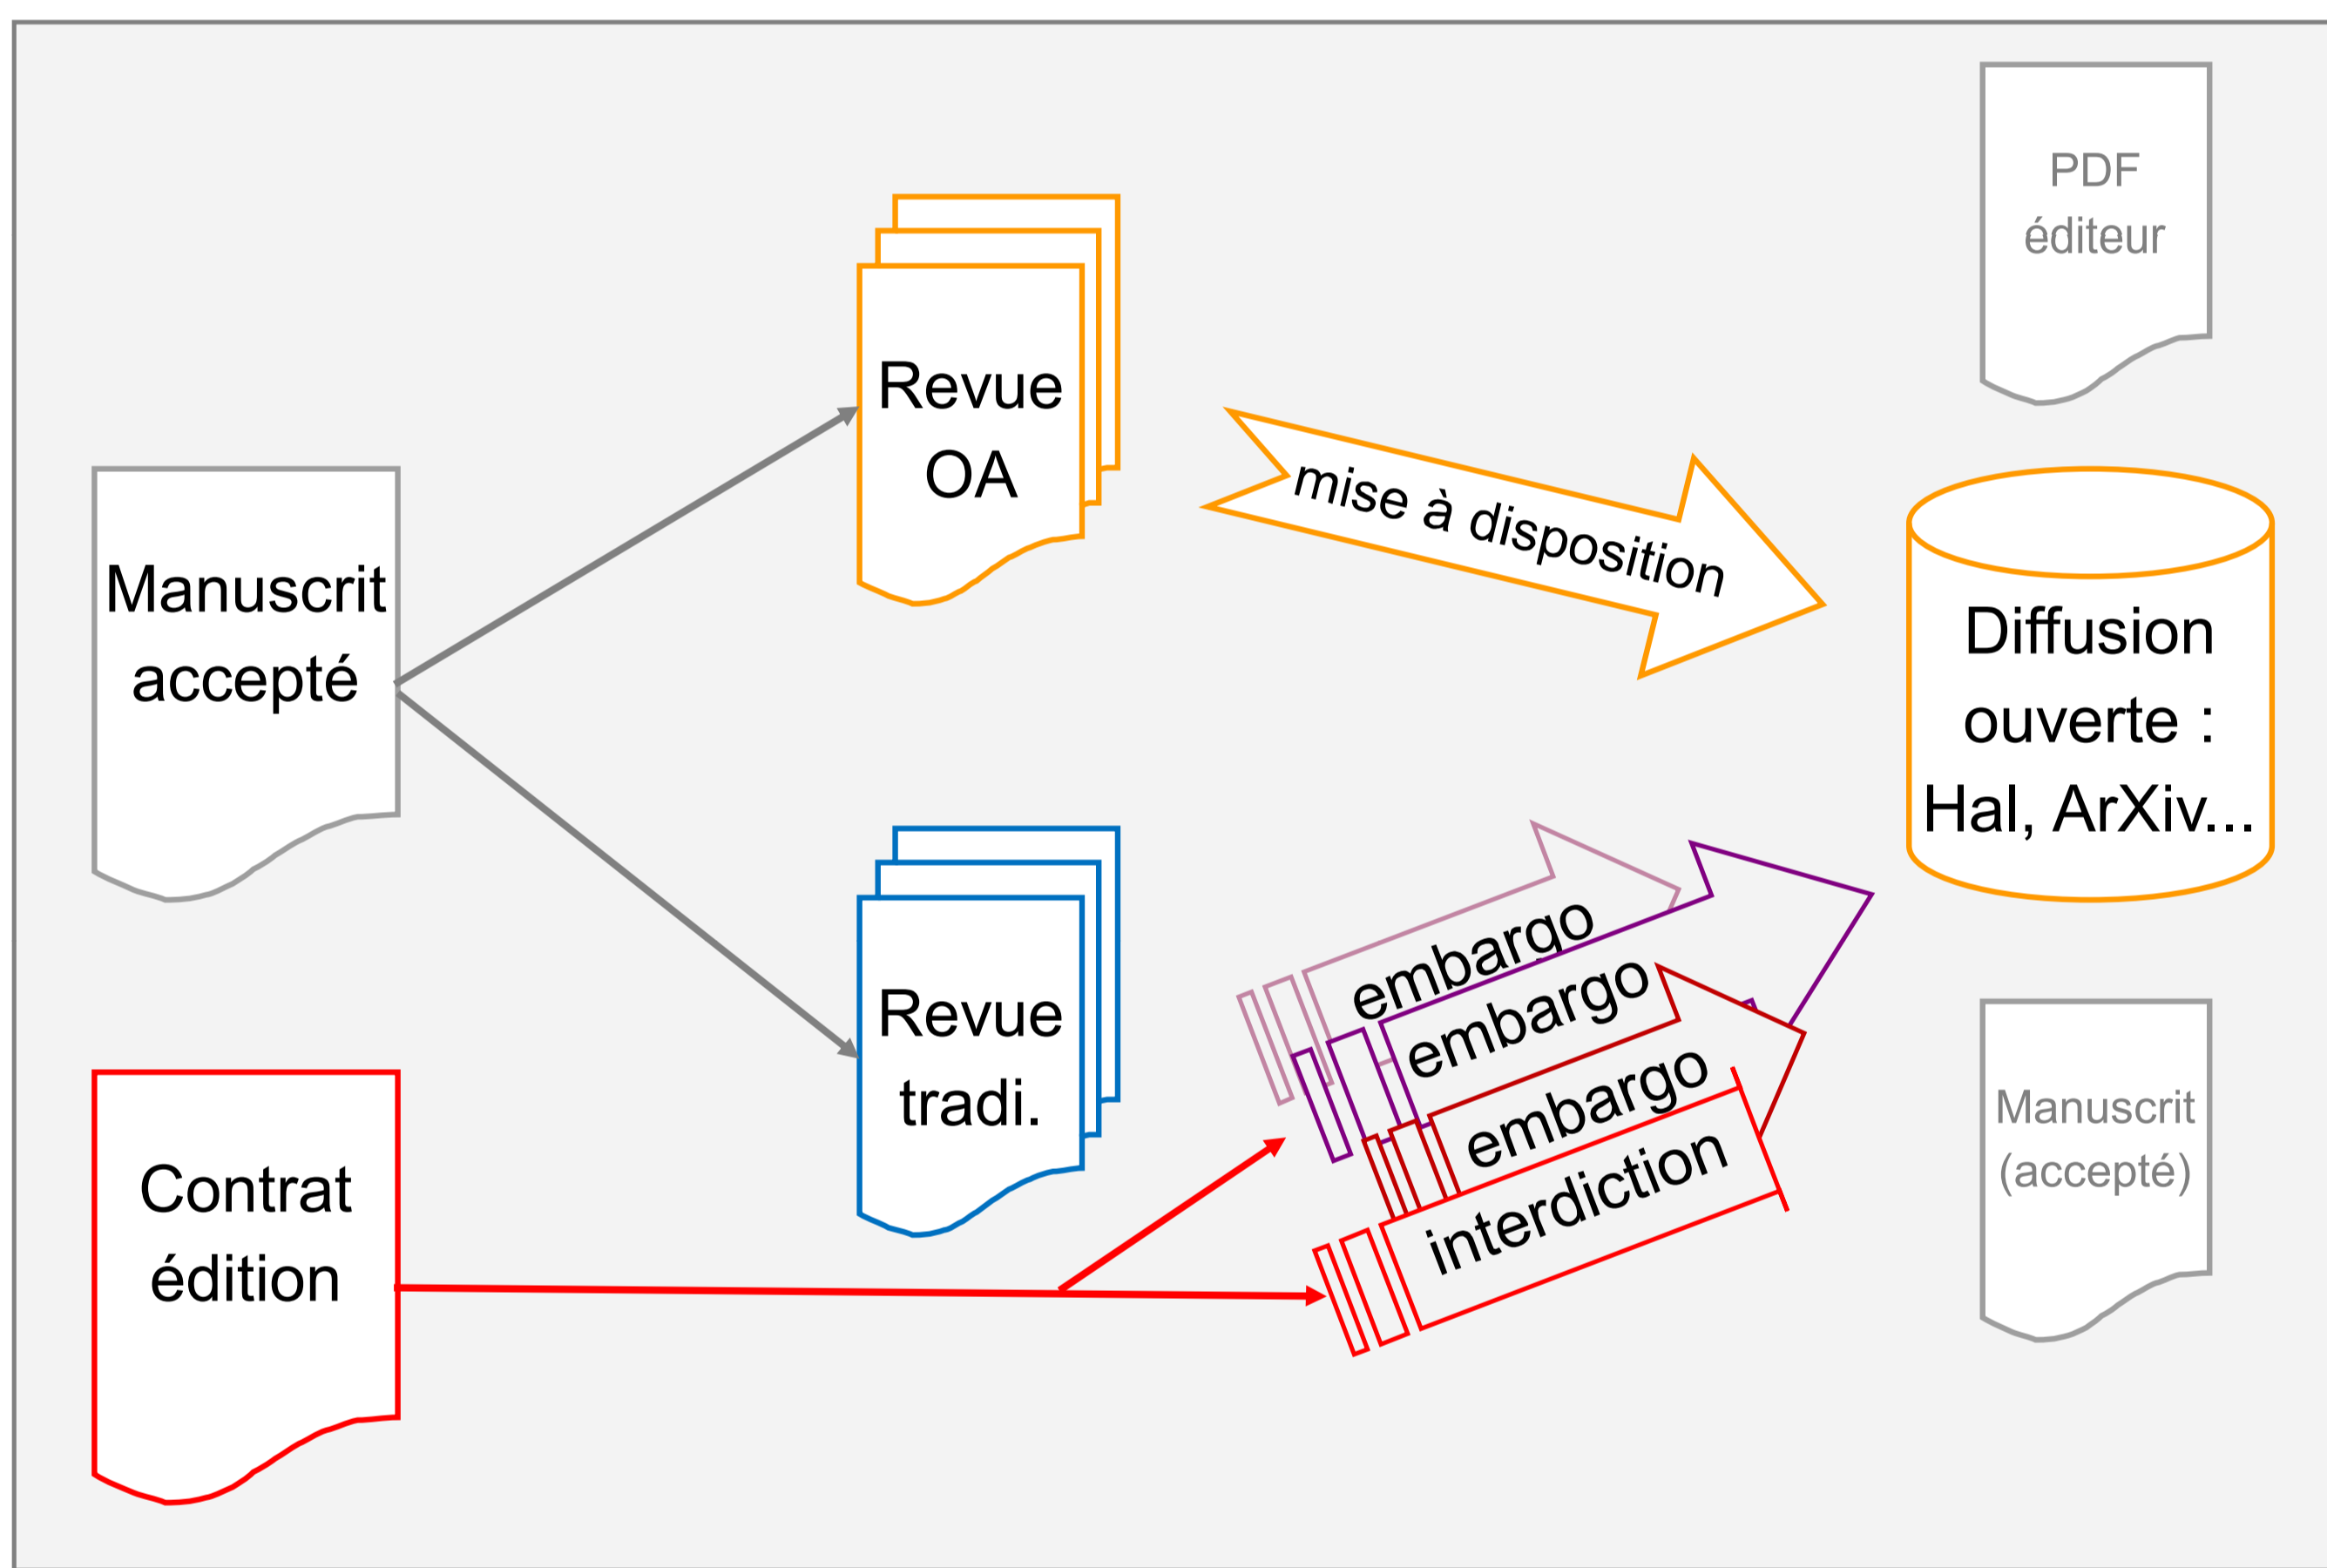 PDF
éditeur
Revue
OA
mise à disposition
Manuscrit
accepté
Diffusion
ouverte :
Hal, ArXiv...
embargo
embargo
embargo
interdiction
Revue
tradi.
Manuscrit
(accepté)
Contrat
édition